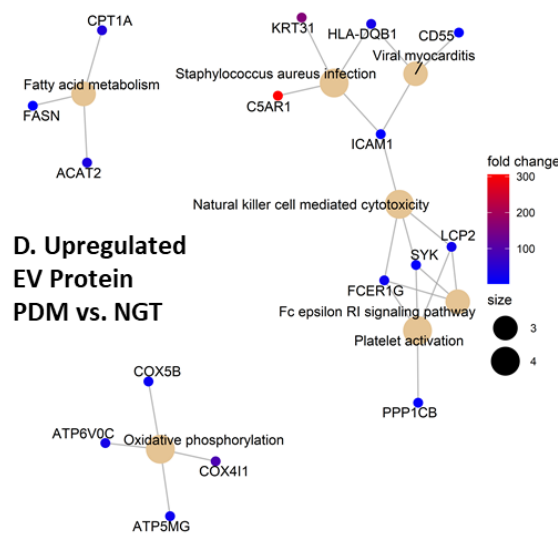 CPT1A
Fatty acid metabolism
FASN
ACAT2
KRT31
HLA-DQB1
CD55
Viral myocarditis
Staphylococcus aureus infection
C5AR1
ICAM1
Natural killer cell mediated cytotoxicity
LCP2
SYK
FCER1G
Fc epsilon RI signaling pathway
Platelet activation
PPP1CB
fold change
300
200
100
size
3
4
D. Upregulated
EV Protein
PDM vs. NGT
COX5B
ATP6V0C
Oxidative phosphorylation
COX4I1
ATP5MG